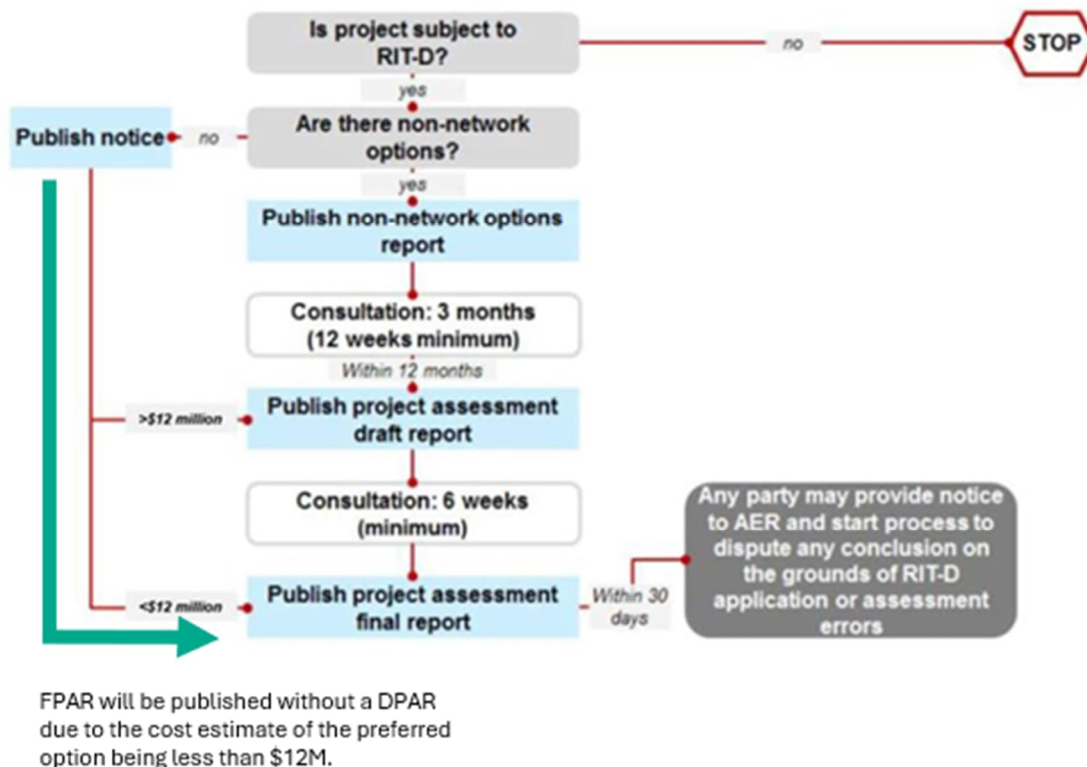 Is project subject to
RIT-D?
no
STOP
yes
Are there non-network
options?
no
Publish notice
yes
Publish non-network options
report
Consultation: 3 months
(12 weeks minimum)
Within 12 months
>$12 million
Publish project assessment
draft report
Consultation: 6 weeks
(minimum)
<$12 million
Publish project assessment
final report
Within 30
days
Any party may provide notice
to AER and start process to
dispute any conclusion on
the grounds of RIT-D
application or assessment
errors
FPAR will be published without a DPAR
due to the cost estimate of the preferred
option being less than $12M.